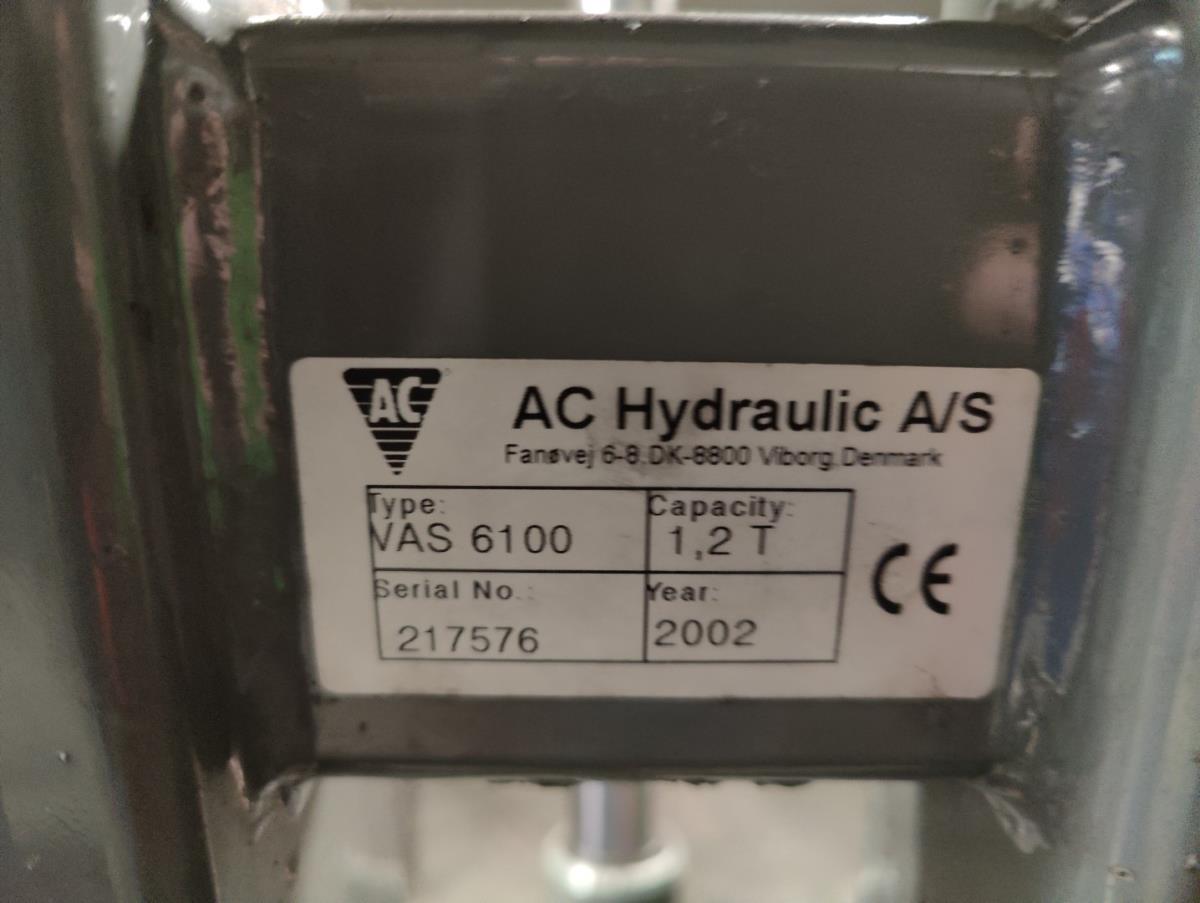 AC
AC Hydraulic A/S
Fanøvej 6-8.DK-8800 Viborg.Denmark
Type: Capacity:
VAS 6100 1,2 T
Serial No.: Year:
217576 2002
CE